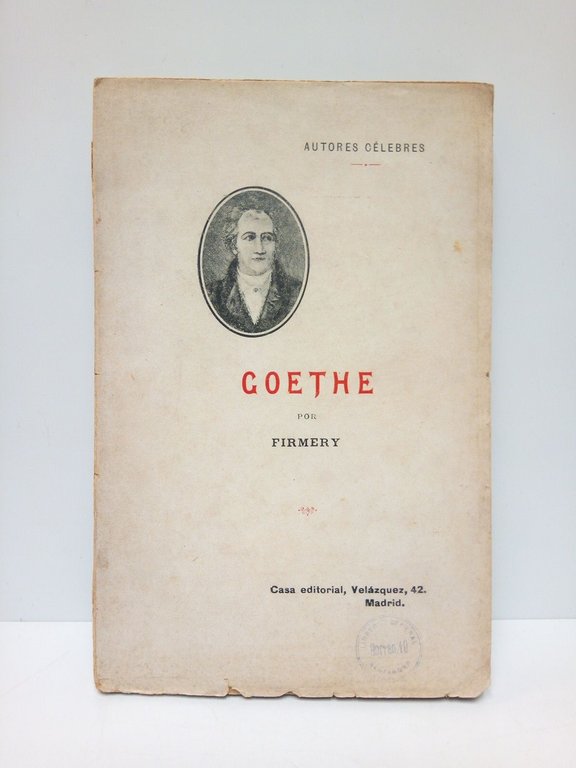 AUTORES CÉLEBRES
GOETHE
POR
FIRMERY
Casa editorial, Velázquez, 42.
Madrid.